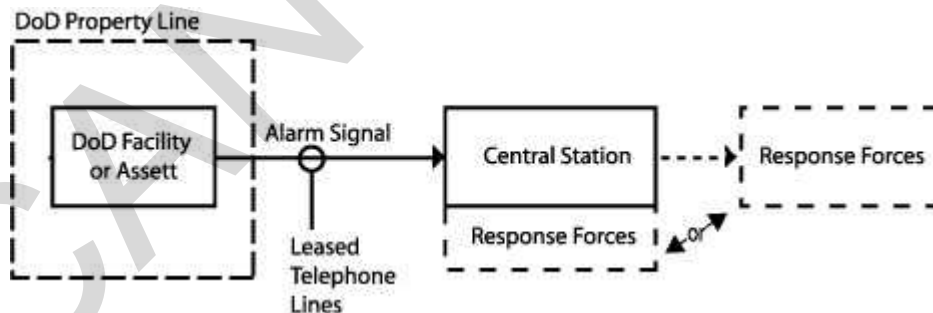 DoD Property Line
DoD Facility
or Assett
Alarm Signal
Leased
Telephone
Lines
Central Station
Response Forces
or
Response Forces
CAN